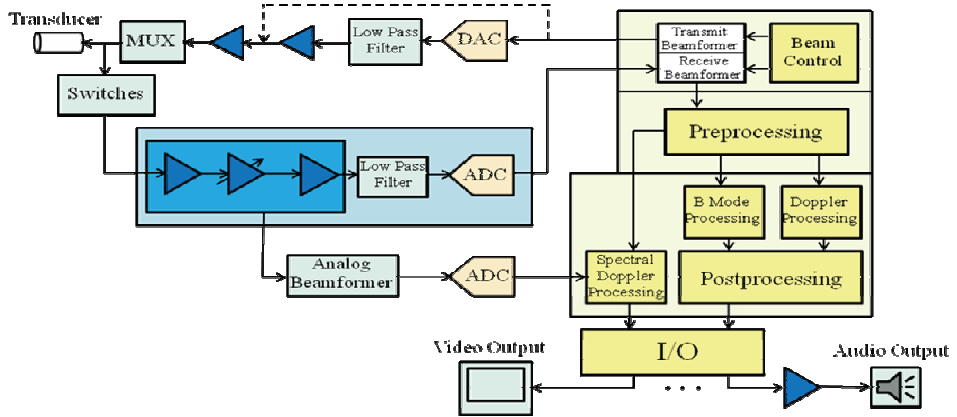 Transducer
MUX
Low Pass
Filter
DAC
Transmit
Beamformer
Receive
Beamformer
Beam
Control
Switches
Preprocessing
Low Pass
Filter
ADC
B Mode
Processing
Doppler
Processing
Analog
Beamformer
ADC
Spectral
Doppler
Processing
Postprocessing
I/O
Video Output
Audio Output